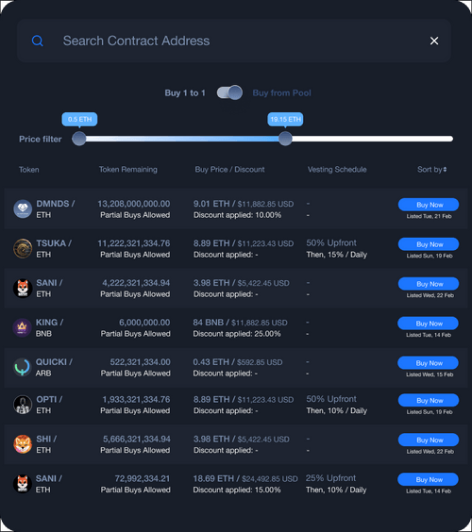 Search Contract Address
Buy 1 to 1 Buy from Pool
0.5 ETH 19.15 ETH
Price filter
Token Token Remaining Buy Price / Discount Vesting Schedule Sort by
DMNDS / 13,208,000,000.00 9.01 ETH / $11,882.85 USD - Buy Now
ETH Partial Buys Allowed Discount applied: 10.00% - Listed Tue, 21 Feb
TSUKA / 11,222,321,334.76 8.89 ETH / $11,223.43 USD 50% Upfront Buy Now
ETH Partial Buys Allowed Discount applied: - Then, 15% / Daily Listed Sun, 19 Feb
SANI / 4,222,321,334.94 3.98 ETH / $5,422.45 USD - Buy Now
ETH Partial Buys Allowed Discount applied: - - Listed Wed, 22 Feb
KING / 6,000,000.00 84 BNB / $11,882.85 USD - Buy Now
BNB Partial Buys Allowed Discount applied: 25.00% - Listed Tue, 14 Feb
QUICKI / 522,321,334.00 0.43 ETH / $592.85 USD - Buy Now
ARB Partial Buys Allowed Discount applied: - - Listed Wed, 15 Feb
OPTI / 1,933,321,334.76 8.89 ETH / $11,223.43 USD 50% Upfront Buy Now
ETH Partial Buys Allowed Discount applied: - Then, 10% / Daily Listed Sun, 19 Feb
SHI / 5,666,321,334.94 3.98 ETH / $5,422.45 USD - Buy Now
ETH Partial Buys Allowed Discount applied: - - Listed Wed, 22 Feb
SANI / 72,992,334.21 18.69 ETH / $24,492.85 USD 25% Upfront Buy Now
ETH Partial Buys Allowed Discount applied: 15.00% Then, 10% / Daily Listed Tue, 14 Feb